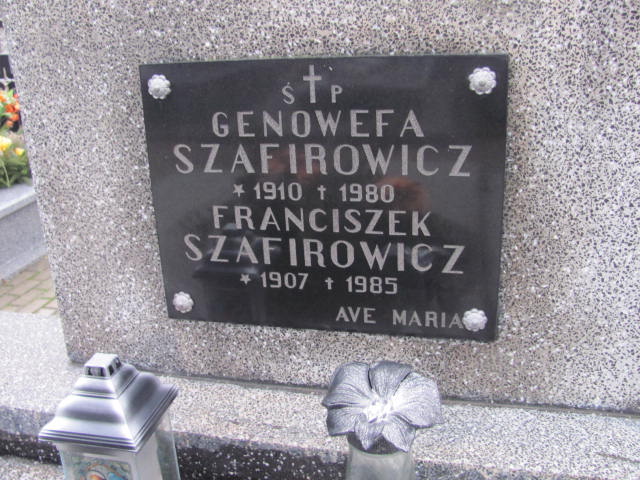 Ś † P
GENOWEFA
SZAFIROWICZ
* 1910 † 1980
FRANCISZEK
SZAFIROWICZ
* 1907 † 1985
AVE MARIA